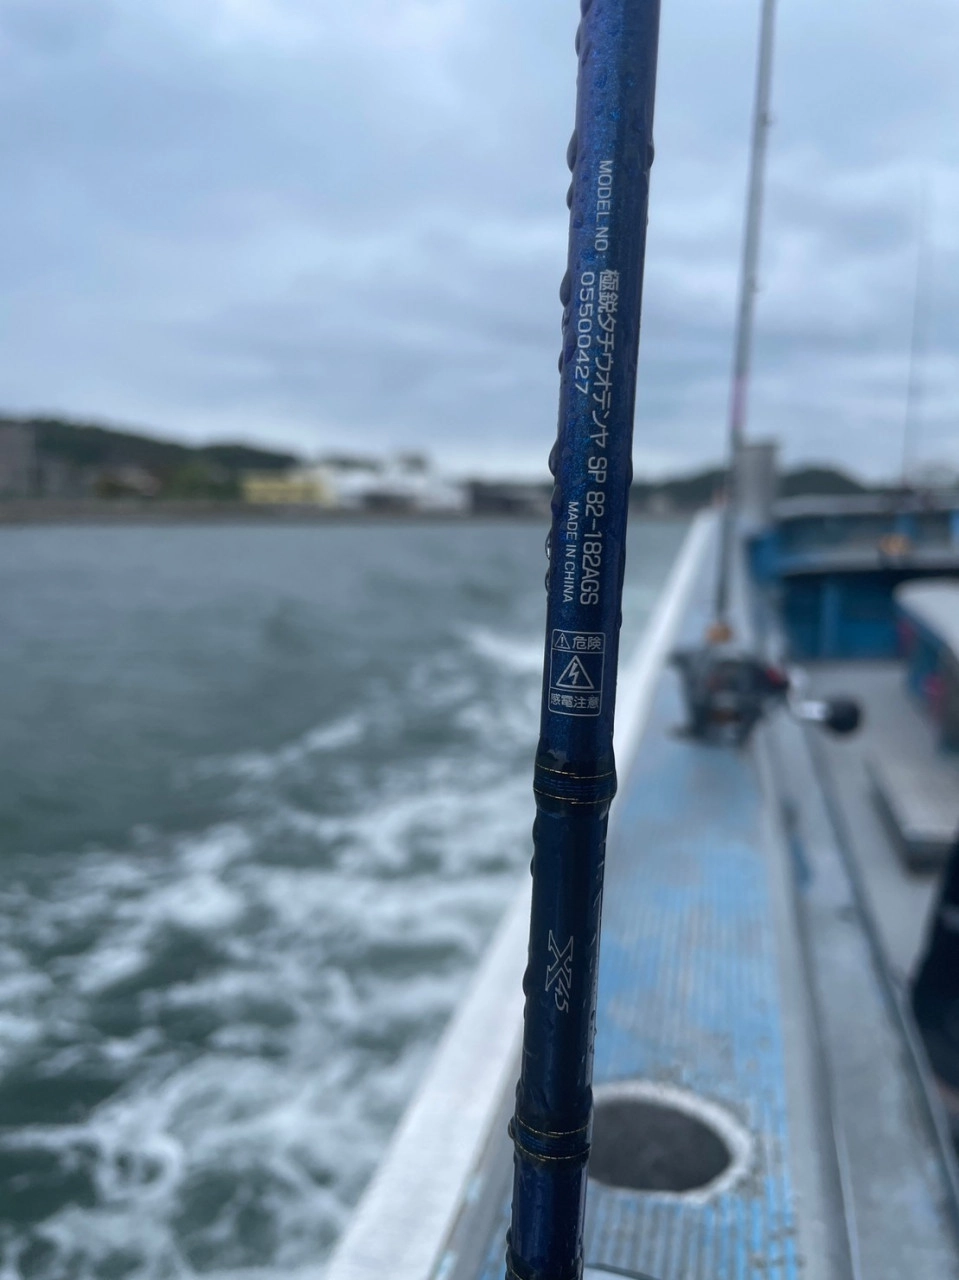 MODEL NO: 極鋭タチウオテンヤ SP 82-182AGS
05500427
MADE IN CHINA
⚠危険
感電注意
X45